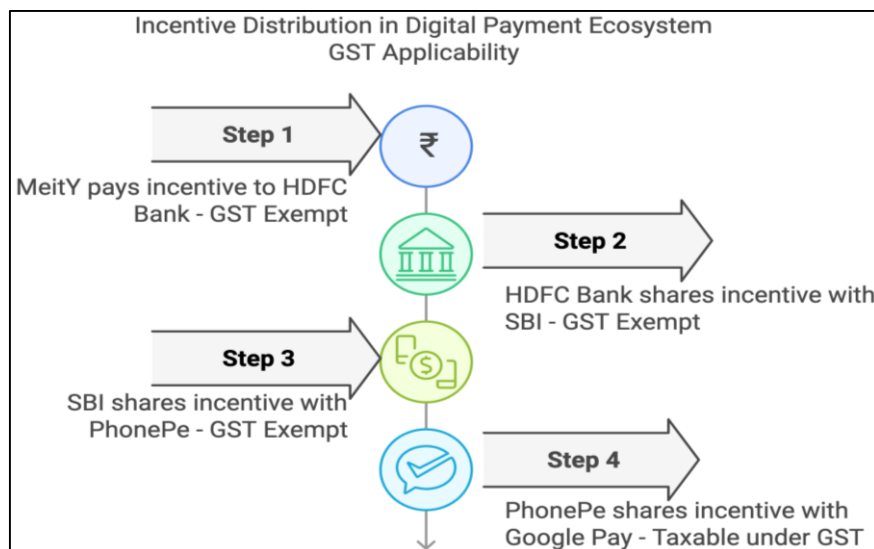 Incentive Distribution in Digital Payment Ecosystem
GST Applicability
Step 1
₹
MeitY pays incentive to HDFC
Bank - GST Exempt
Step 2
HDFC Bank shares incentive with
SBI - GST Exempt
Step 3
$
SBI shares incentive with
PhonePe - GST Exempt
Step 4
PhonePe shares incentive with
Google Pay - Taxable under GST